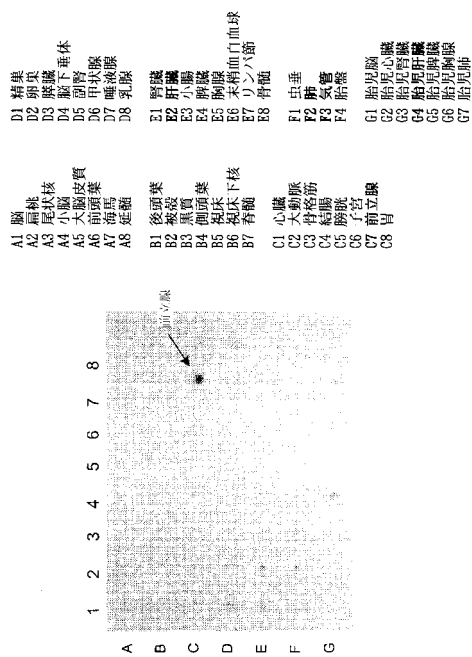 A1 脳
A2 扁桃
A3 尾状核
A4 小脳
A5 大脳皮質
A6 前頭葉
A7 海馬
A8 延髄
B1 後頭葉
B2 被殻
B3 黒質
B4 側頭葉
B5 視床
B6 視床下核
B7 脊髄
C1 心臓
C2 大動脈
C3 骨格筋
C4 結腸
C5 膀胱
C6 子宮
C7 前立腺
C8 胃
D1 精巣
D2 卵巣
D3 膵臓
D4 脳下垂体
D5 副腎
D6 甲状腺
D7 唾液腺
D8 乳腺
E1 腎臓
E2 肝臓
E3 小腸
E4 脾臓
E5 胸腺
E6 末梢血白血球
E7 リンパ節
E8 骨髄
F1 虫垂
F2 肺
F3 気管
F4 胎盤
G1 胎児脳
G2 胎児心臓
G3 胎児腎臓
G4 胎児肝臓
G5 胎児脾臓
G6 胎児胸腺
G7 胎児肺
1 2 3 4 5 6 7 8
A
B
C
D
E
F
G
前立腺